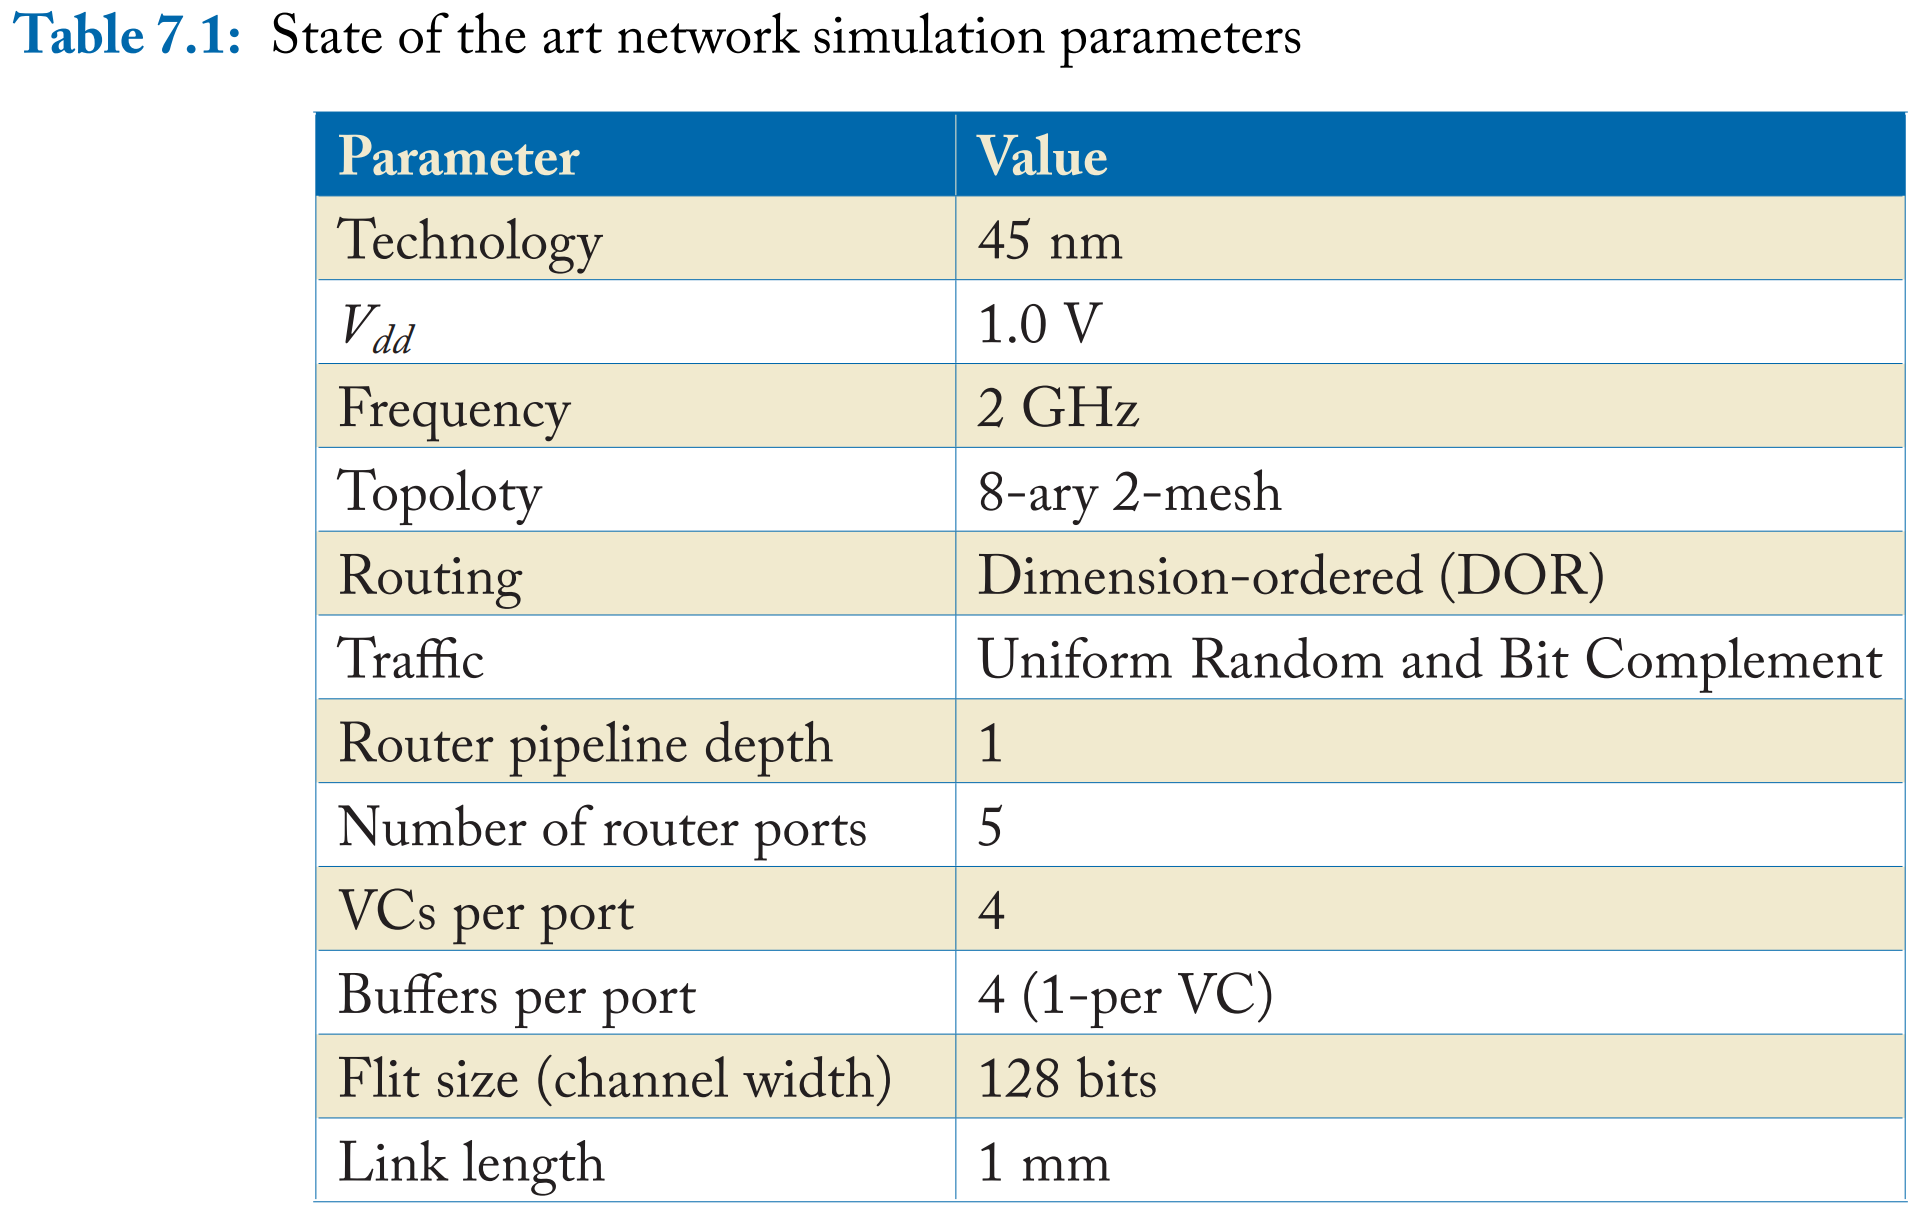 Table 7.1: State of the art network simulation parameters
Parameter Value
Technology 45 nm
Vdd 1.0 V
Frequency 2 GHz
Topoloty 8-ary 2-mesh
Routing Dimension-ordered (DOR)
Traffic Uniform Random and Bit Complement
Router pipeline depth 1
Number of router ports 5
VCs per port 4
Buffers per port 4 (1-per VC)
Flit size (channel width) 128 bits
Link length 1 mm